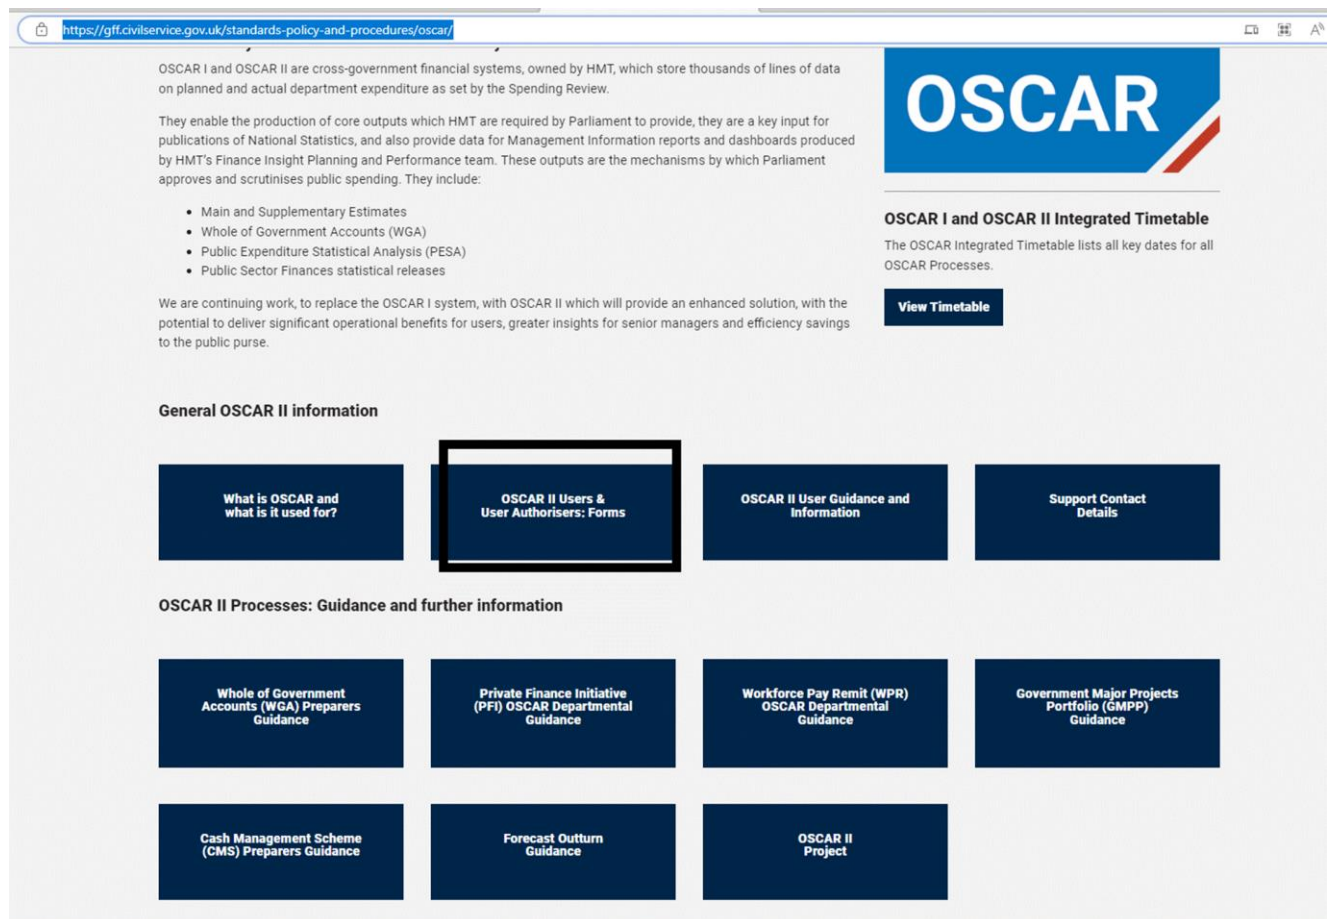 https://gff.civilservice.gov.uk/standards-policy-and-procedures/oscar/
OSCAR I and OSCAR II are cross-government financial systems, owned by HMT, which store thousands of lines of data
on planned and actual department expenditure as set by the Spending Review.
They enable the production of core outputs which HMT are required by Parliament to provide, they are a key input for
publications of National Statistics, and also provide data for Management Information reports and dashboards produced
by HMT's Finance Insight Planning and Performance team. These outputs are the mechanisms by which Parliament
approves and scrutinises public spending. They include:
• Main and Supplementary Estimates
• Whole of Government Accounts (WGA)
• Public Expenditure Statistical Analysis (PESA)
• Public Sector Finances statistical releases
We are continuing work, to replace the OSCAR I system, with OSCAR II which will provide an enhanced solution, with the
potential to deliver significant operational benefits for users, greater insights for senior managers and efficiency savings
to the public purse.
OSCAR
OSCAR I and OSCAR II Integrated Timetable
The OSCAR Integrated Timetable lists all key dates for all
OSCAR Processes.
View Timetable
General OSCAR II information
What is OSCAR and
what is it used for?
OSCAR II Users &
User Authorisers: Forms
OSCAR II User Guidance and
Information
Support Contact
Details
OSCAR II Processes: Guidance and further information
Whole of Government
Accounts (WGA) Preparers
Guidance
Private Finance Initiative
(PFI) OSCAR Departmental
Guidance
Workforce Pay Remit (WPR)
OSCAR Departmental
Guidance
Government Major Projects
Portfolio (GMPP)
Guidance
Cash Management Scheme
(CMS) Preparers Guidance
Forecast Outturn
Guidance
OSCAR II
Project